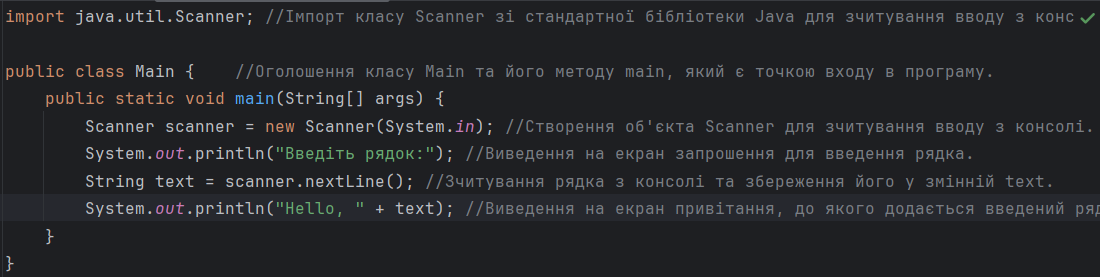 import java.util.Scanner; //Імпорт класу Scanner зі стандартної бібліотеки Java для зчитування вводу з конс
public class Main {    //Оголошення класу Main та його методу main, який є точкою входу в програму.
    public static void main(String[] args) {
        Scanner scanner = new Scanner(System.in); //Створення об'єкта Scanner для зчитування вводу з консолі.
        System.out.println("Введіть рядок:"); //Виведення на екран запрошення для введення рядка.
        String text = scanner.nextLine(); //Зчитування рядка з консолі та збереження його у змінній text.
        System.out.println("Hello, " + text); //Виведення на екран привітання, до якого додається введений ряд
    }
}